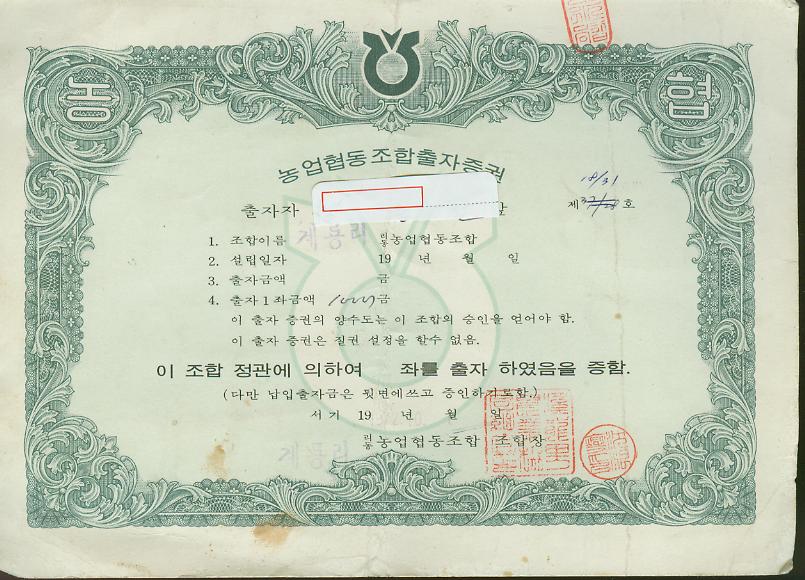 농 협
농업협동조합출자증권
출자자 앞
18/31
제 호
1. 조합이름 계룡리 리동농업협동조합
2. 설립일자 19 년 월 일
3. 출자금액 금
4. 출자1좌금액 금
이 출자 증권의 양수도는 이 조합의 승인을 얻어야 함.
이 출자 증권은 질권 설정을 할수 없음.
이 조합 정관에 의하여 좌를 출자 하였음을 증함.
(다만 납입출자금은 뒷면에쓰고 증인하기로함.)
서기 19 년 월 일
계룡리 리동농업협동조합 조합장